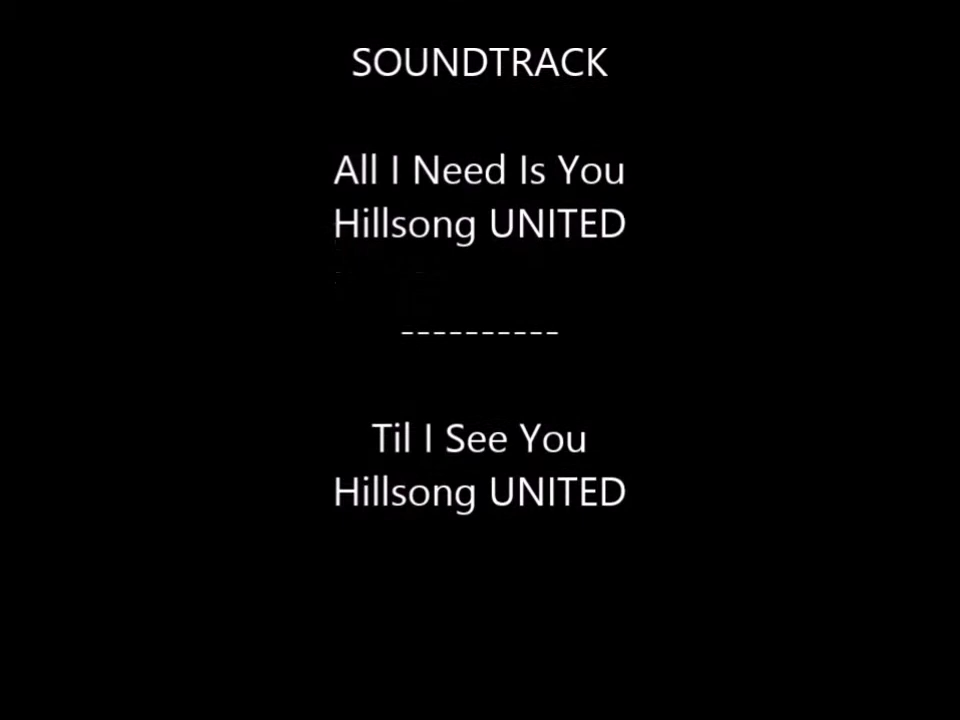 SOUNDTRACK
All I Need Is You
Hillsong UNITED
----------
Til I See You
Hillsong UNITED